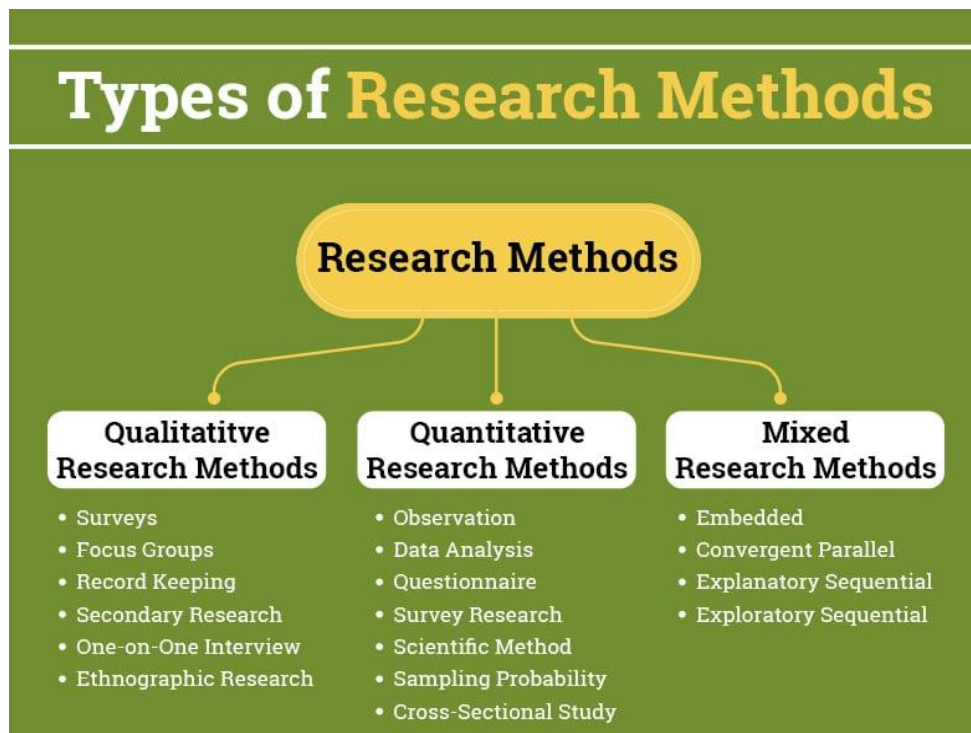 Types of Research Methods
Research Methods
Qualitatitve
Research Methods
• Surveys
• Focus Groups
• Record Keeping
• Secondary Research
• One-on-One Interview
• Ethnographic Research
Quantitative
Research Methods
• Observation
• Data Analysis
• Questionnaire
• Survey Research
• Scientific Method
• Sampling Probability
• Cross-Sectional Study
Mixed
Research Methods
• Embedded
• Convergent Parallel
• Explanatory Sequential
• Exploratory Sequential